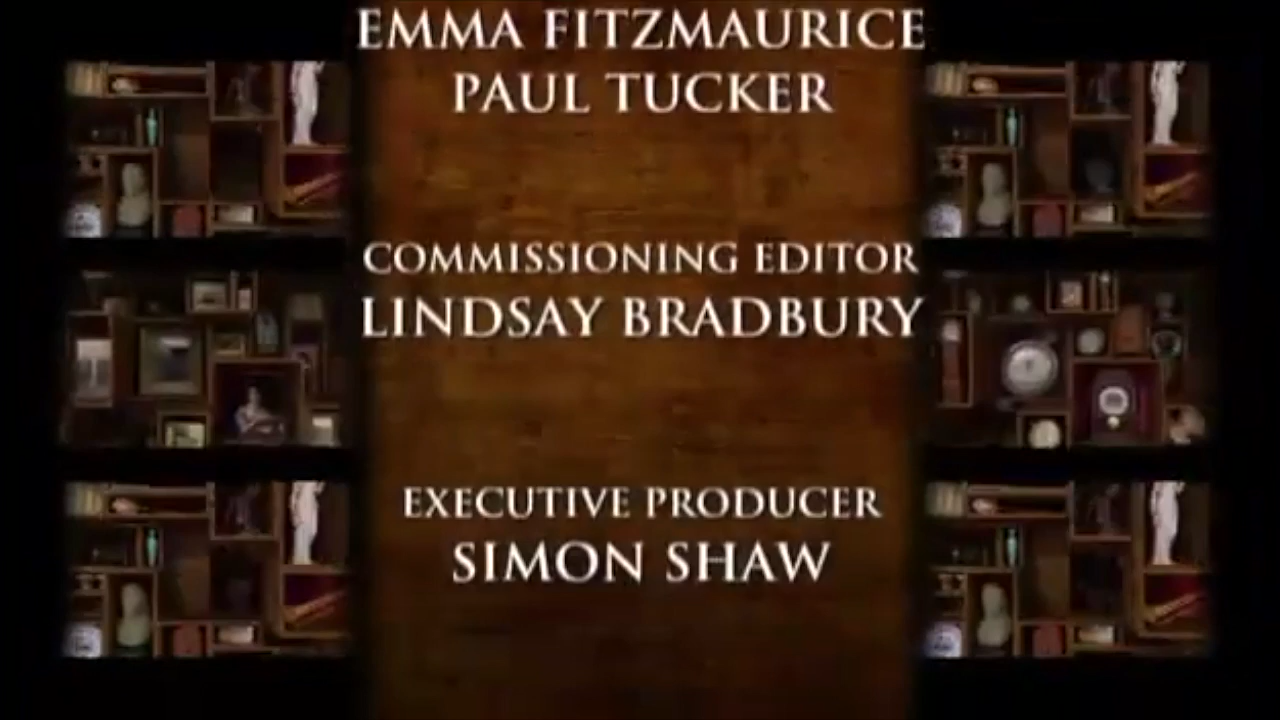 EMMA FITZMAURICE
PAUL TUCKER
COMMISSIONING EDITOR
LINDSAY BRADBURY
EXECUTIVE PRODUCER
SIMON SHAW